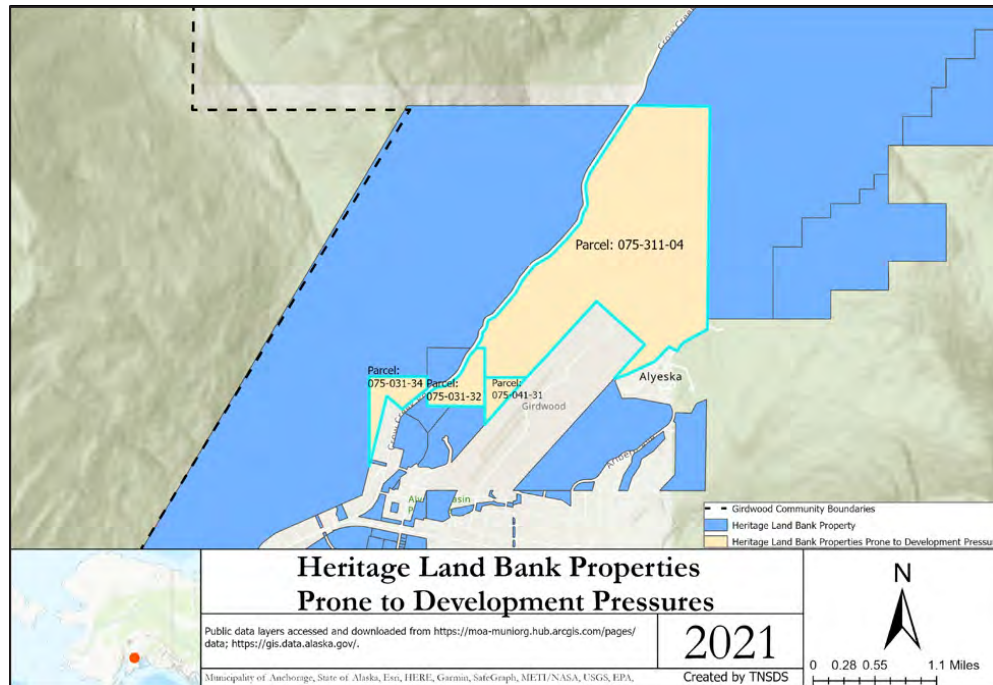 Crow Creek
Parcel: 075-311-04
Parcel:
075-031-34
Parcel:
075-031-32
Parcel:
075-041-31
Girdwood
Alyeska
Girdwood Community Boundaries
Heritage Land Bank Property
Heritage Land Bank Properties Prone to Development Pressure
Heritage Land Bank Properties
Prone to Development Pressures
Public data layers accessed and downloaded from https://moa-muniorg.hub.arcgis.com/pages/
data; https://gis.data.alaska.gov/.
2021
Created by TNSDS
Municipality of Anchorage, State of Alaska, Esri, HERE, Garmin, SafeGraph, METI/NASA, USGS, EPA,
N
0 0.28 0.55 1.1 Miles